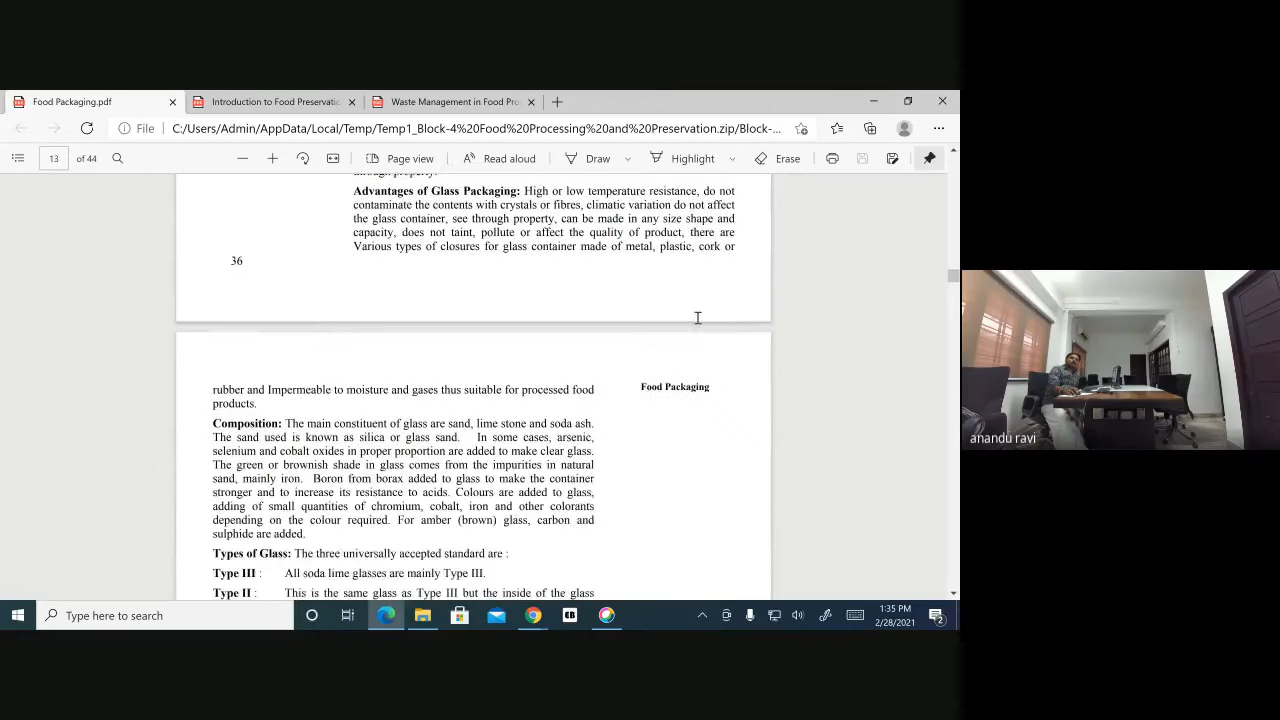 Food Packaging.pdf
Introduction to Food Preservatio
Waste Management in Food Pro
File
C:/Users/Admin/AppData/Local/Temp/Temp1_Block-4%20Food%20Processing%20and%20Preservation.zip/Block-...
13 of 44
Page view
Read aloud
Draw
Highlight
Erase
through property.
Advantages of Glass Packaging: High or low temperature resistance, do not
contaminate the contents with crystals or fibres, climatic variation do not affect
the glass container, see through property, can be made in any size shape and
capacity, does not taint, pollute or affect the quality of product, there are
Various types of closures for glass container made of metal, plastic, cork or
36
rubber and Impermeable to moisture and gases thus suitable for processed food
products.
Food Packaging
Composition: The main constituent of glass are sand, lime stone and soda ash.
The sand used is known as silica or glass sand. In some cases, arsenic,
selenium and cobalt oxides in proper proportion are added to make clear glass.
The green or brownish shade in glass comes from the impurities in natural
sand, mainly iron. Boron from borax added to glass to make the container
stronger and to increase its resistance to acids. Colours are added to glass,
adding of small quantities of chromium, cobalt, iron and other colorants
depending on the colour required. For amber (brown) glass, carbon and
sulphide are added.
Types of Glass: The three universally accepted standard are :
Type III : All soda lime glasses are mainly Type III.
Type II : This is the same glass as Type III but the inside of the glass
Type here to search
1:35 PM
2/28/2021
2
anandu ravi